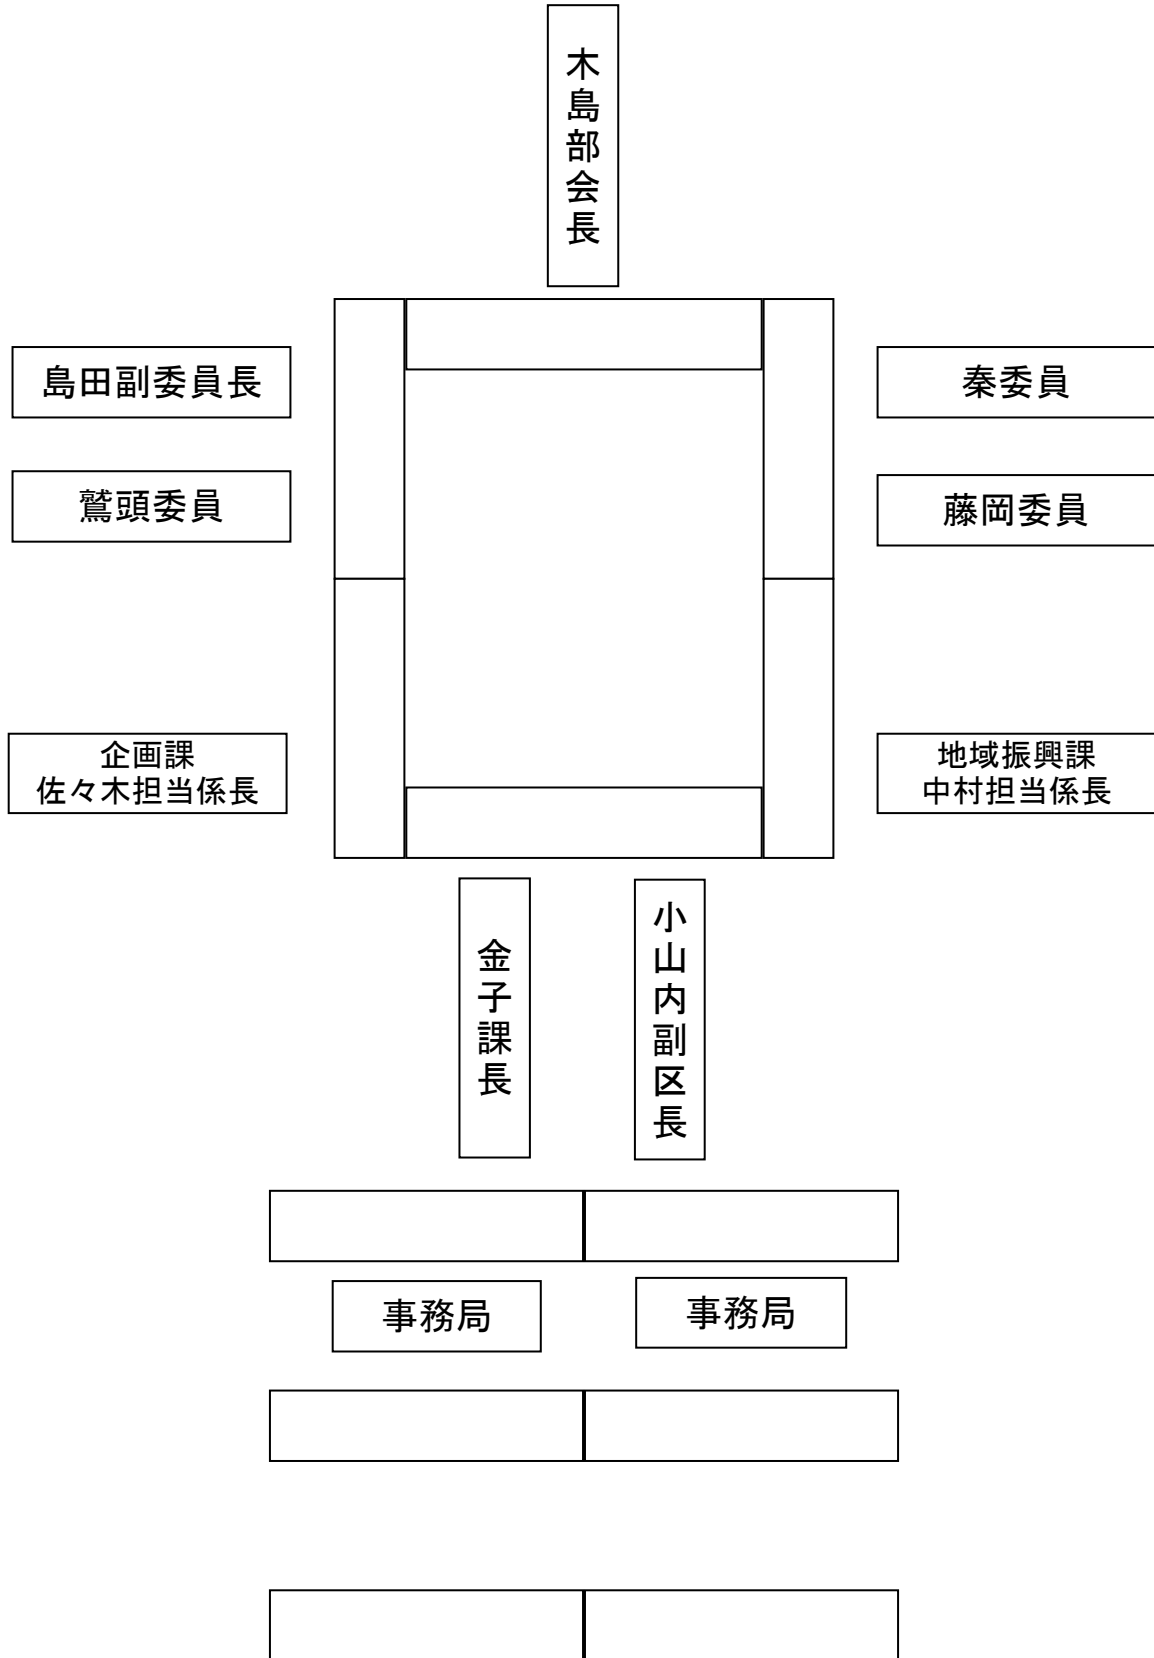 木島部会長
島田副委員長
秦委員
鷲頭委員
藤岡委員
企画課
佐々木担当係長
地域振興課
中村担当係長
金子課長
小山内副区長
事務局
事務局